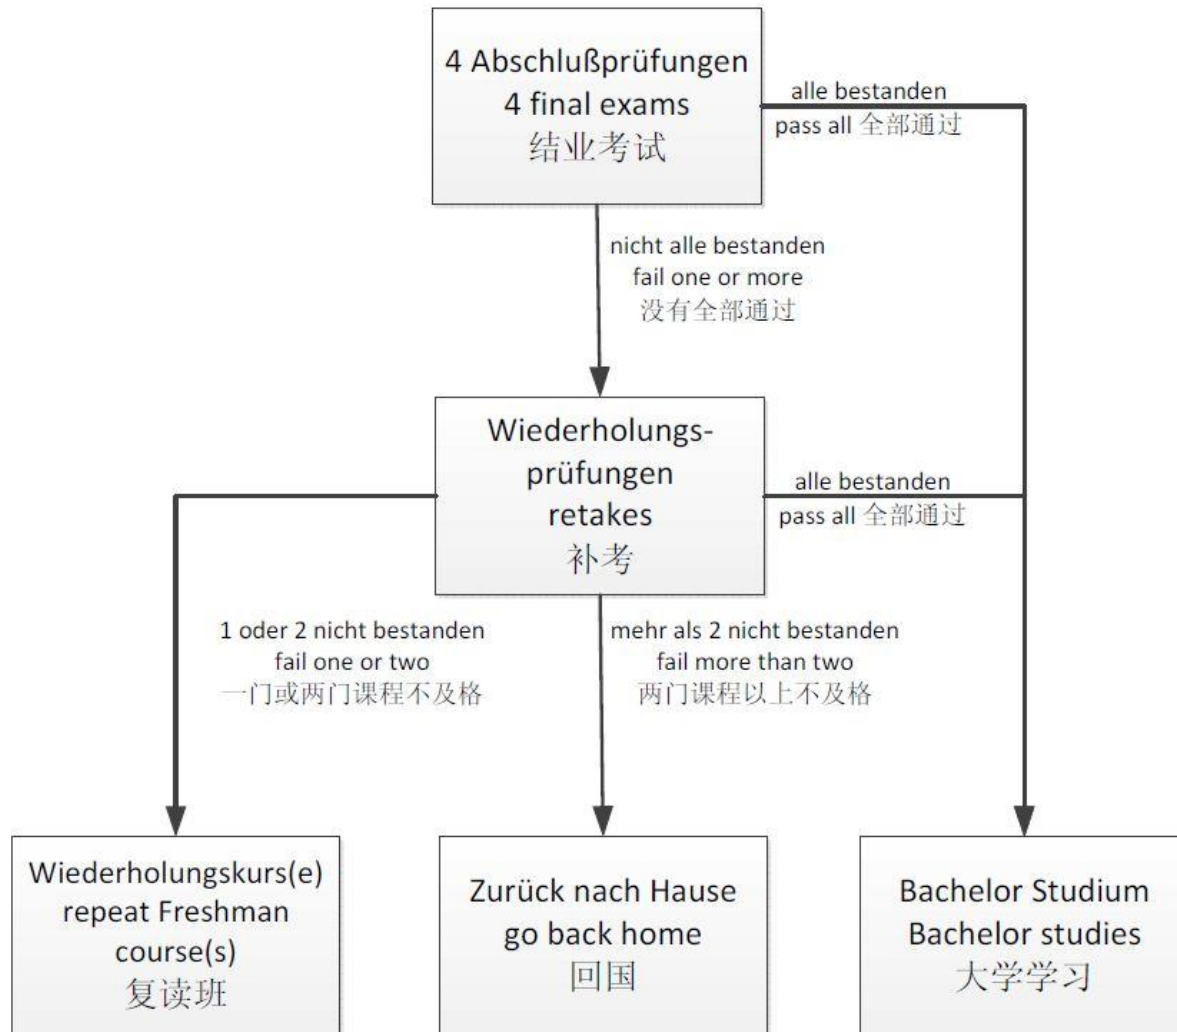 4 Abschlußprüfungen
4 final exams
结业考试
alle bestanden
pass all 全部通过
nicht alle bestanden
fail one or more
没有全部通过
Wiederholungs-
prüfungen
retakes
补考
alle bestanden
pass all 全部通过
1 oder 2 nicht bestanden
fail one or two
一门或两门课程不及格
mehr als 2 nicht bestanden
fail more than two
两门课程以上不及格
Wiederholungskurs(e)
repeat Freshman
course(s)
复读班
Zurück nach Hause
go back home
回国
Bachelor Studium
Bachelor studies
大学学习